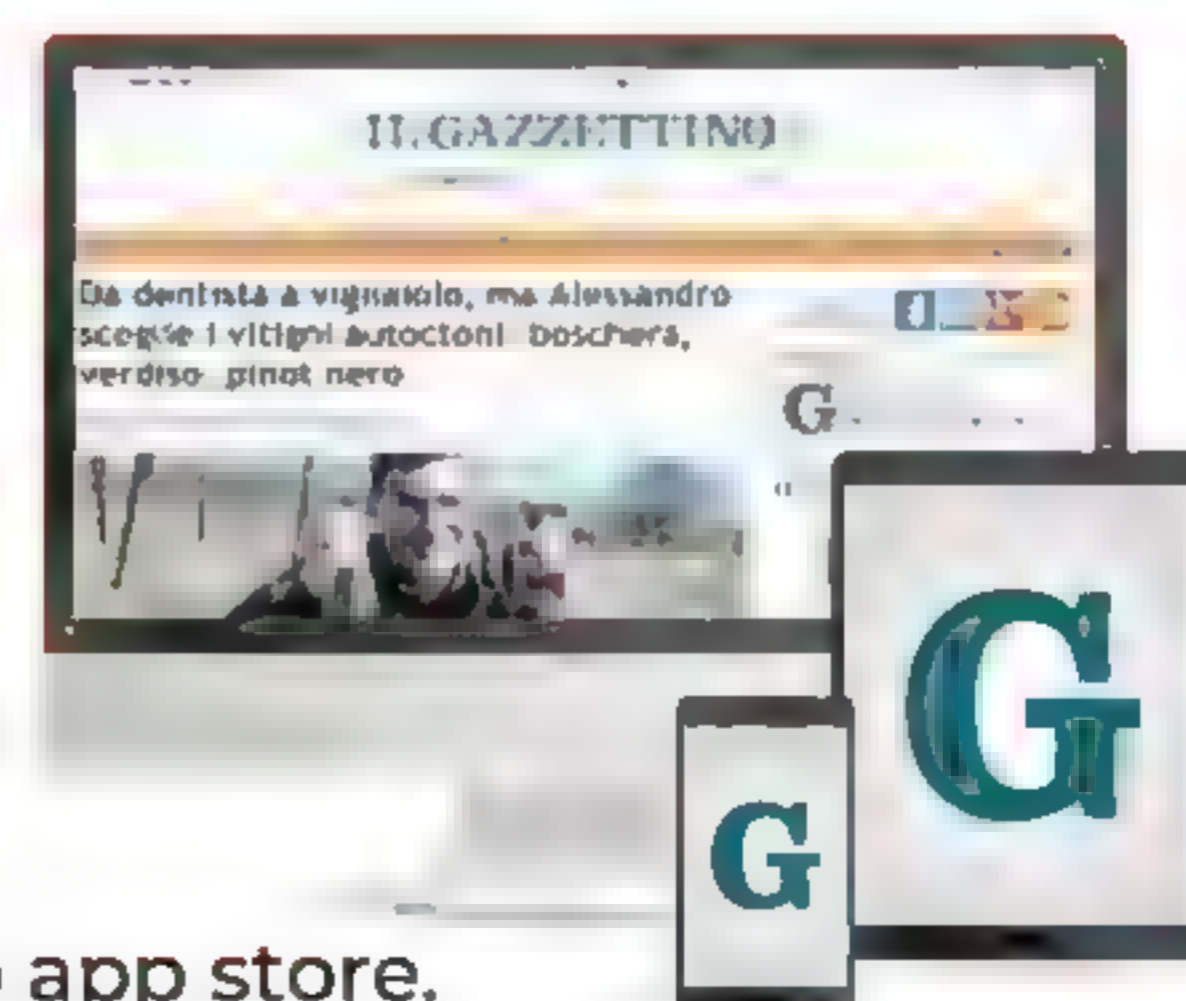 IL GAZZETTINO
Da dentista a vignaiolo, ma Alessandro
sceglie i vitigni autoctoni boschera,
verdiso pinot nero
G
G
G
app store.